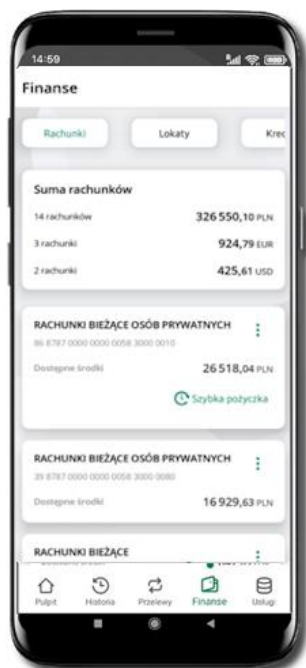 14:59
Finanse
Rachunki Lokaty Krec
Suma rachunków
14 rachunków 326 550,10 PLN
3 rachunki 924,79 EUR
2 rachunki 425,61 USD
RACHUNKI BIEŻĄCE OSÓB PRYWATNYCH
86 8787 0000 0000 0058 3000 0010
Dostępne środki 26 518,04 PLN
Szybka pożyczka
RACHUNKI BIEŻĄCE OSÓB PRYWATNYCH
39 8787 0000 0000 0058 3000 0080
Dostępne środki 16 929,63 PLN
RACHUNKI BIEŻĄCE
Pulpit Historia Przelewy Finanse Usługi